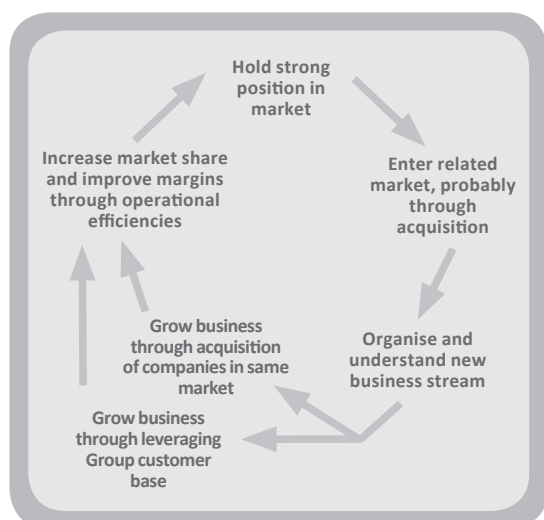 Hold strong
position in
market
Enter related
market, probably
through
acquisition
Organise and
understand new
business stream
Grow business
through acquisition
of companies in same
market
Grow business
through leveraging
Group customer
base
Increase market share
and improve margins
through operational
efficiencies